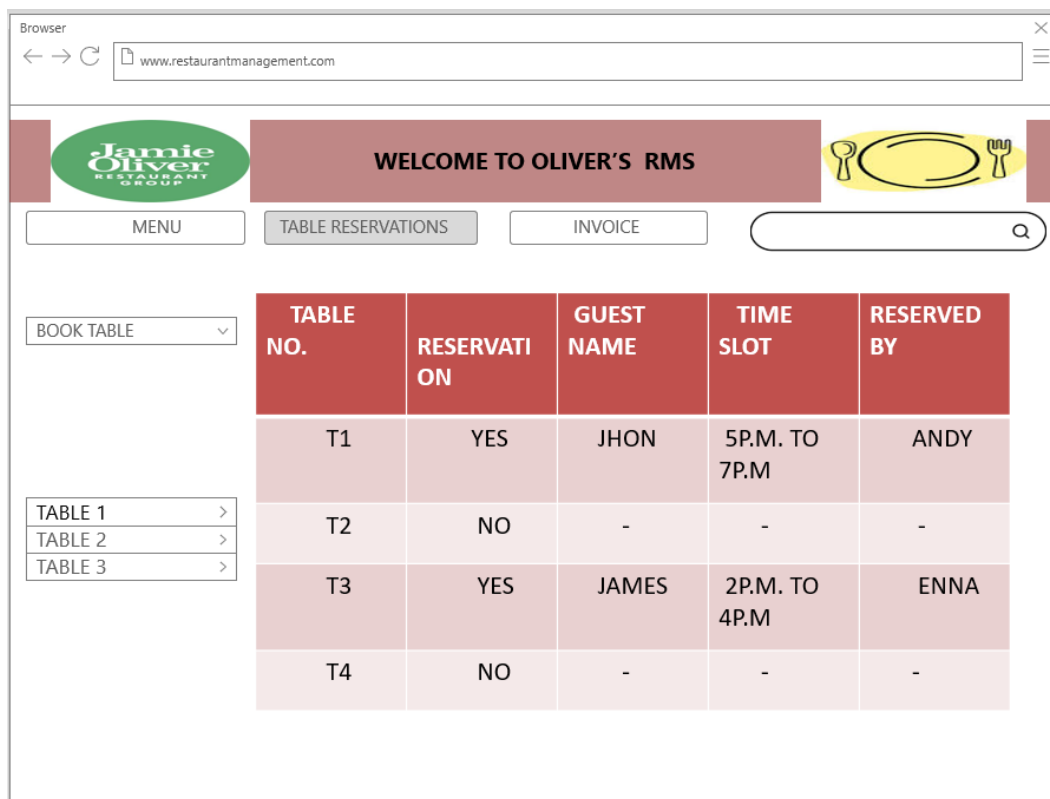 Browser
www.restaurantmanagement.com
Jamie
Oliver
RESTAURANT
GROUP
WELCOME TO OLIVER'S RMS
MENU
TABLE RESERVATIONS
INVOICE
BOOK TABLE
TABLE 1
TABLE 2
TABLE 3
TABLE
NO.
RESERVATI
ON
GUEST
NAME
TIME
SLOT
RESERVED
BY
T1
YES
JHON
5P.M. TO
7P.M
ANDY
T2
NO
-
-
-
T3
YES
JAMES
2P.M. TO
4P.M
ENNA
T4
NO
-
-
-